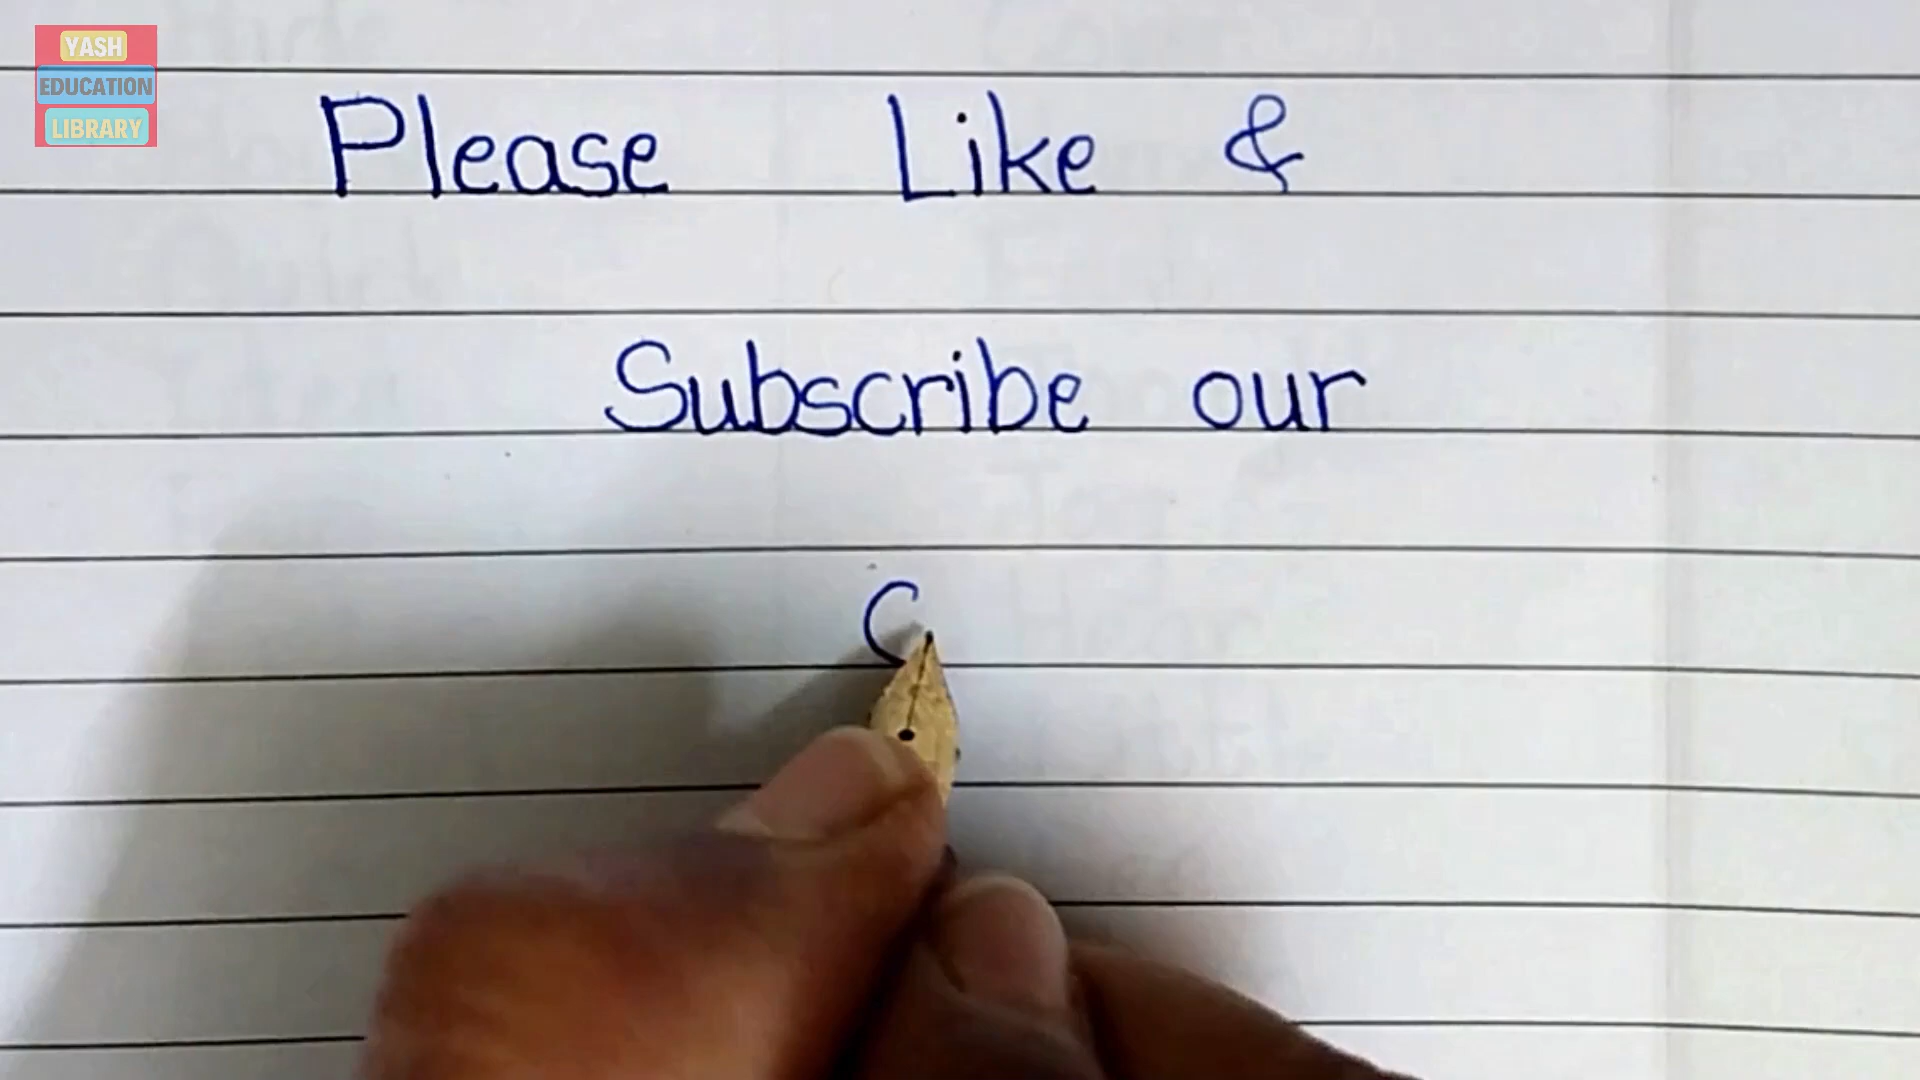 YASH
EDUCATION
LIBRARY
Please Like &
Subscribe our
C